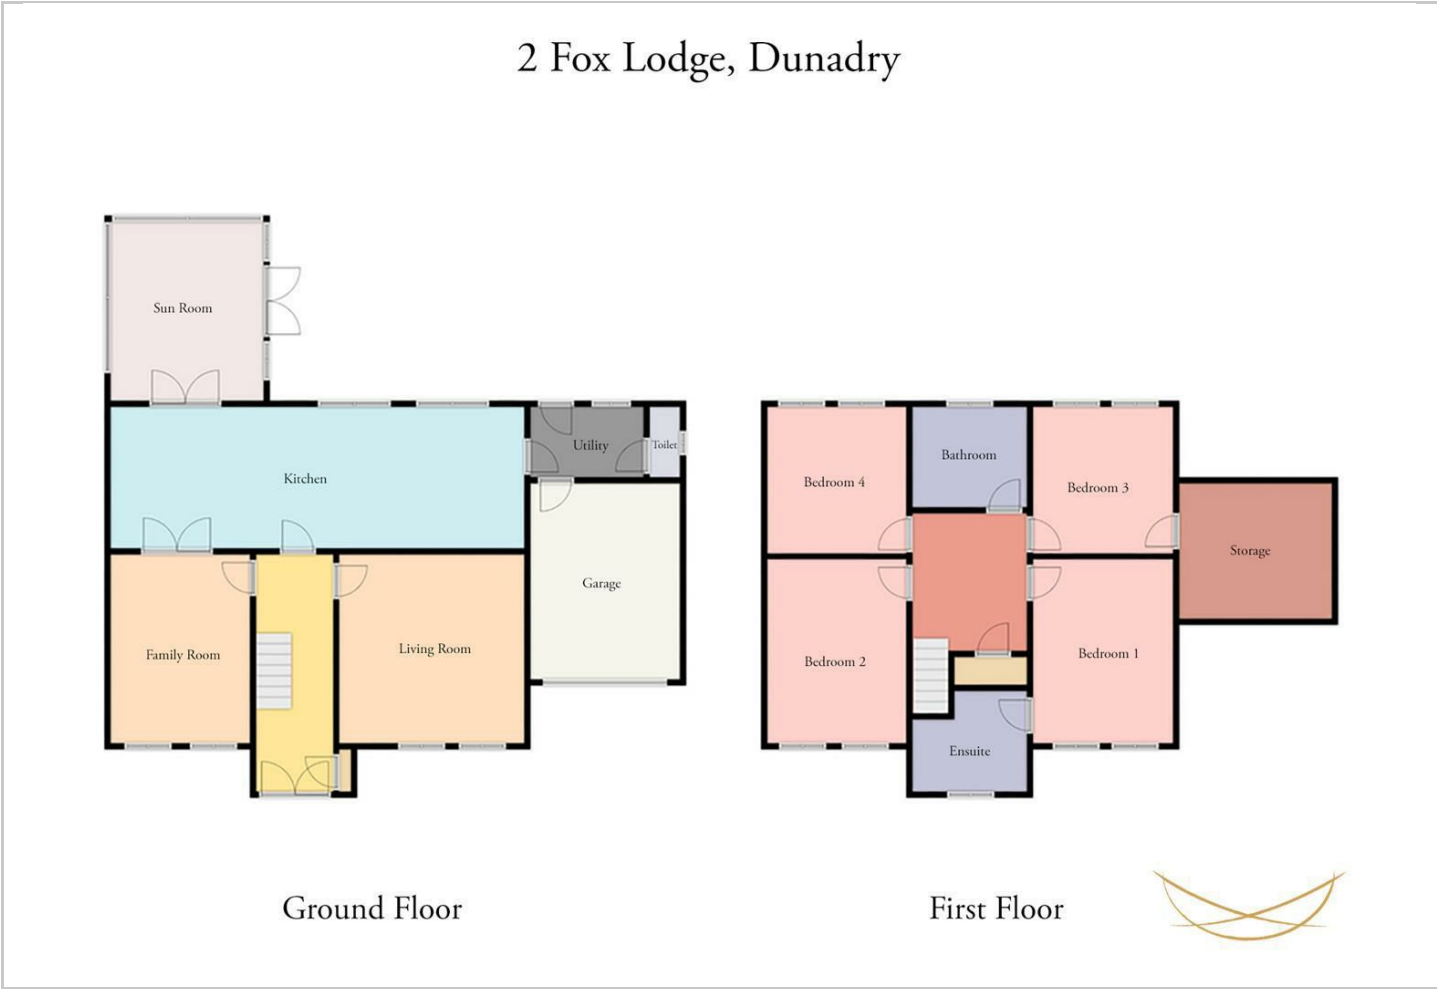 2 Fox Lodge, Dunadry
Sun Room
Kitchen
Utility
Toilet
Garage
Family Room
Living Room
Bedroom 4
Bathroom
Bedroom 3
Storage
Bedroom 2
Bedroom 1
Ensuite
Ground Floor
First Floor